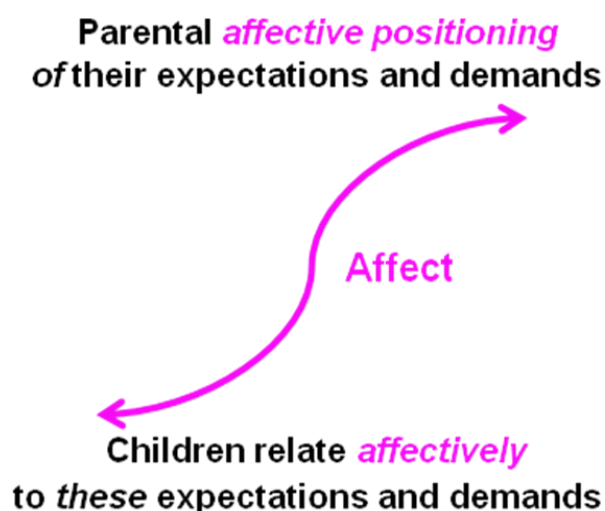 Parental affective positioning
of their expectations and demands
Affect
Children relate affectively
to these expectations and demands